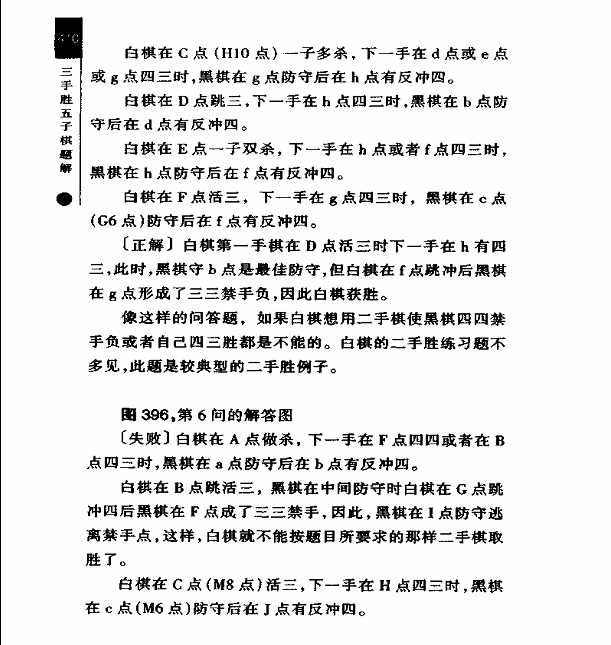 三手胜五子棋题解
白棋在 C 点 (H10 点) 一子多杀，下一手在 d 点或 e 点
或 g 点四三时,黑棋在 g 点防守后在 h 点有反冲四。
白棋在 D 点跳三,下一手在 h 点四三时,黑棋在 b 点防
守后在 d 点有反冲四。
白棋在 E 点一子双杀，下一手在 h 点或者 f 点四三时,
黑棋在 h 点防守后在 f 点有反冲四。
白棋在 F 点活三，下一手在 g 点四三时，黑棋在 c 点
(G6 点)防守后在 f 点有反冲四。
〔正解〕白棋第一手棋在 D 点活三时下一手在 h 有四
三,此时,黑棋守 b 点是最佳防守,但白棋在 f 点跳冲后黑棋
在 g 点形成了三三禁手负,因此白棋获胜。
像这样的问答题，如果白棋想用二手棋使黑棋四四禁
手负或者自己四三胜都是不能的。白棋的二手胜练习题不
多见,此题是较典型的二手胜例子。
图 396,第 6 问的解答图
〔失败〕白棋在 A 点做杀，下一手在 F 点四四或者在 B
点四三时,黑棋在 a 点防守后在 b 点有反冲四。
白棋在 B 点跳活三，黑棋在中间防守时白棋在 G 点跳
冲四后黑棋在 F 点成了三三禁手,因此,黑棋在 I 点防守逃
离禁手点,这样,白棋就不能按题目所要求的那样二手棋取
胜了。
白棋在 C 点(M8 点)活三,下一手在 H 点四三时,黑棋
在 c 点(M6 点)防守后在 J 点有反冲四。